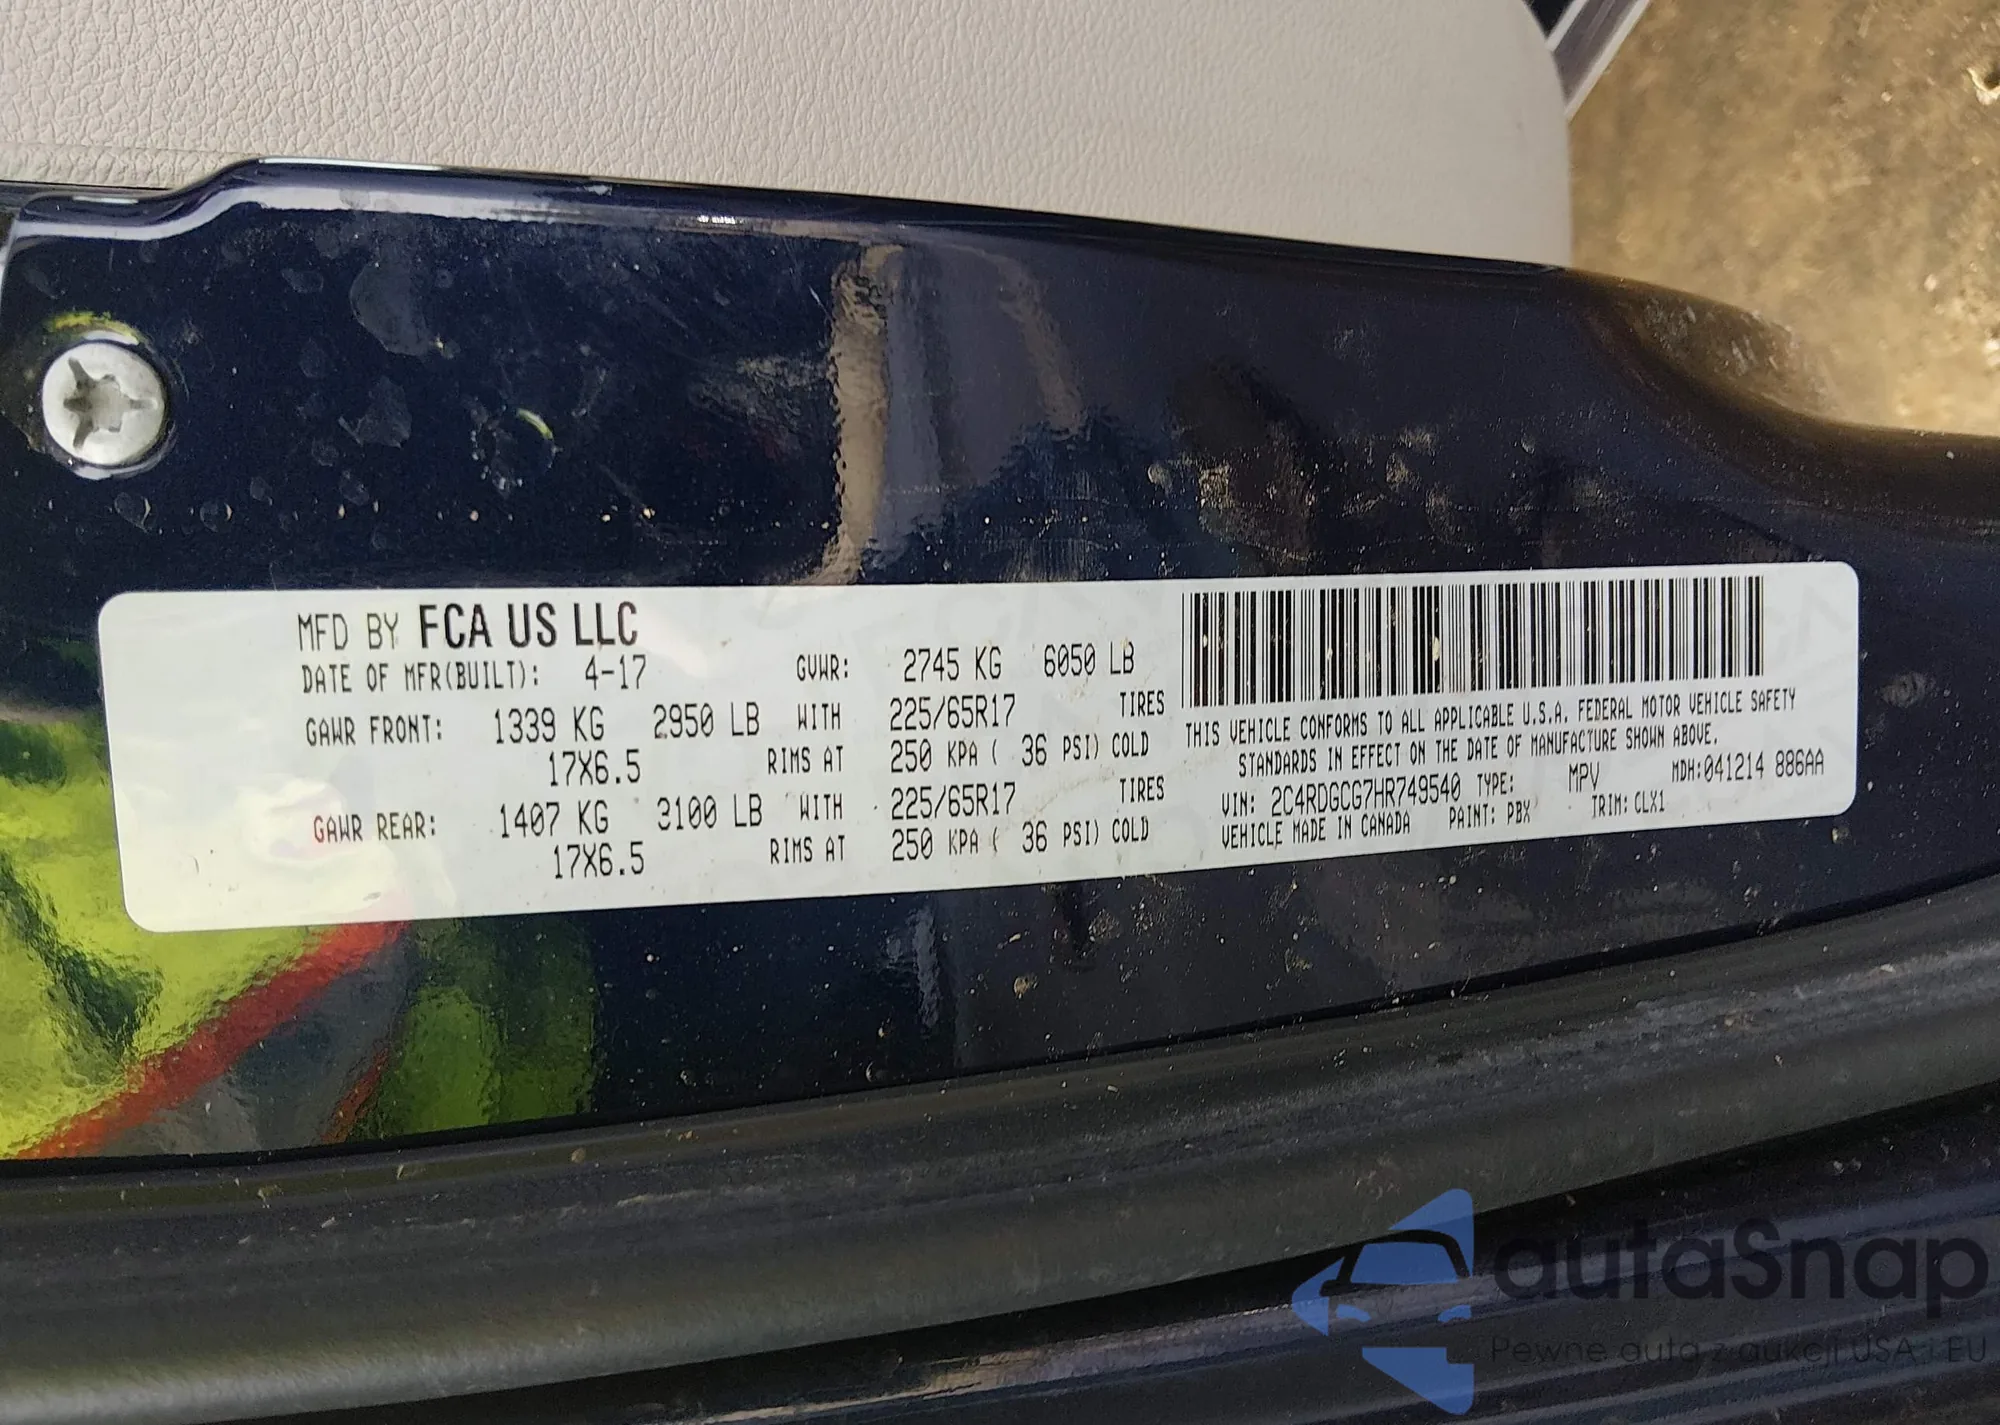 MFD BY FCA US LLC
DATE OF MFR(BUILT): 4-17 GVWR: 2745 KG 6050 LB
GAWR FRONT: 1339 KG 2950 LB WITH 225/65R17 TIRES
17X6.5 RIMS AT 250 KPA ( 36 PSI) COLD
GAWR REAR: 1407 KG 3100 LB WITH 225/65R17 TIRES
17X6.5 RIMS AT 250 KPA ( 36 PSI) COLD
THIS VEHICLE CONFORMS TO ALL APPLICABLE U.S.A. FEDERAL MOTOR VEHICLE SAFETY
STANDARDS IN EFFECT ON THE DATE OF MANUFACTURE SHOWN ABOVE.
VIN: 2C4RDGCG7HR749540 TYPE: MPV MDH:041214 886AA
VEHICLE MADE IN CANADA PAINT: PBX TRIM: CLX1
autaSnap
Pewne auta z aukcji USA i EU